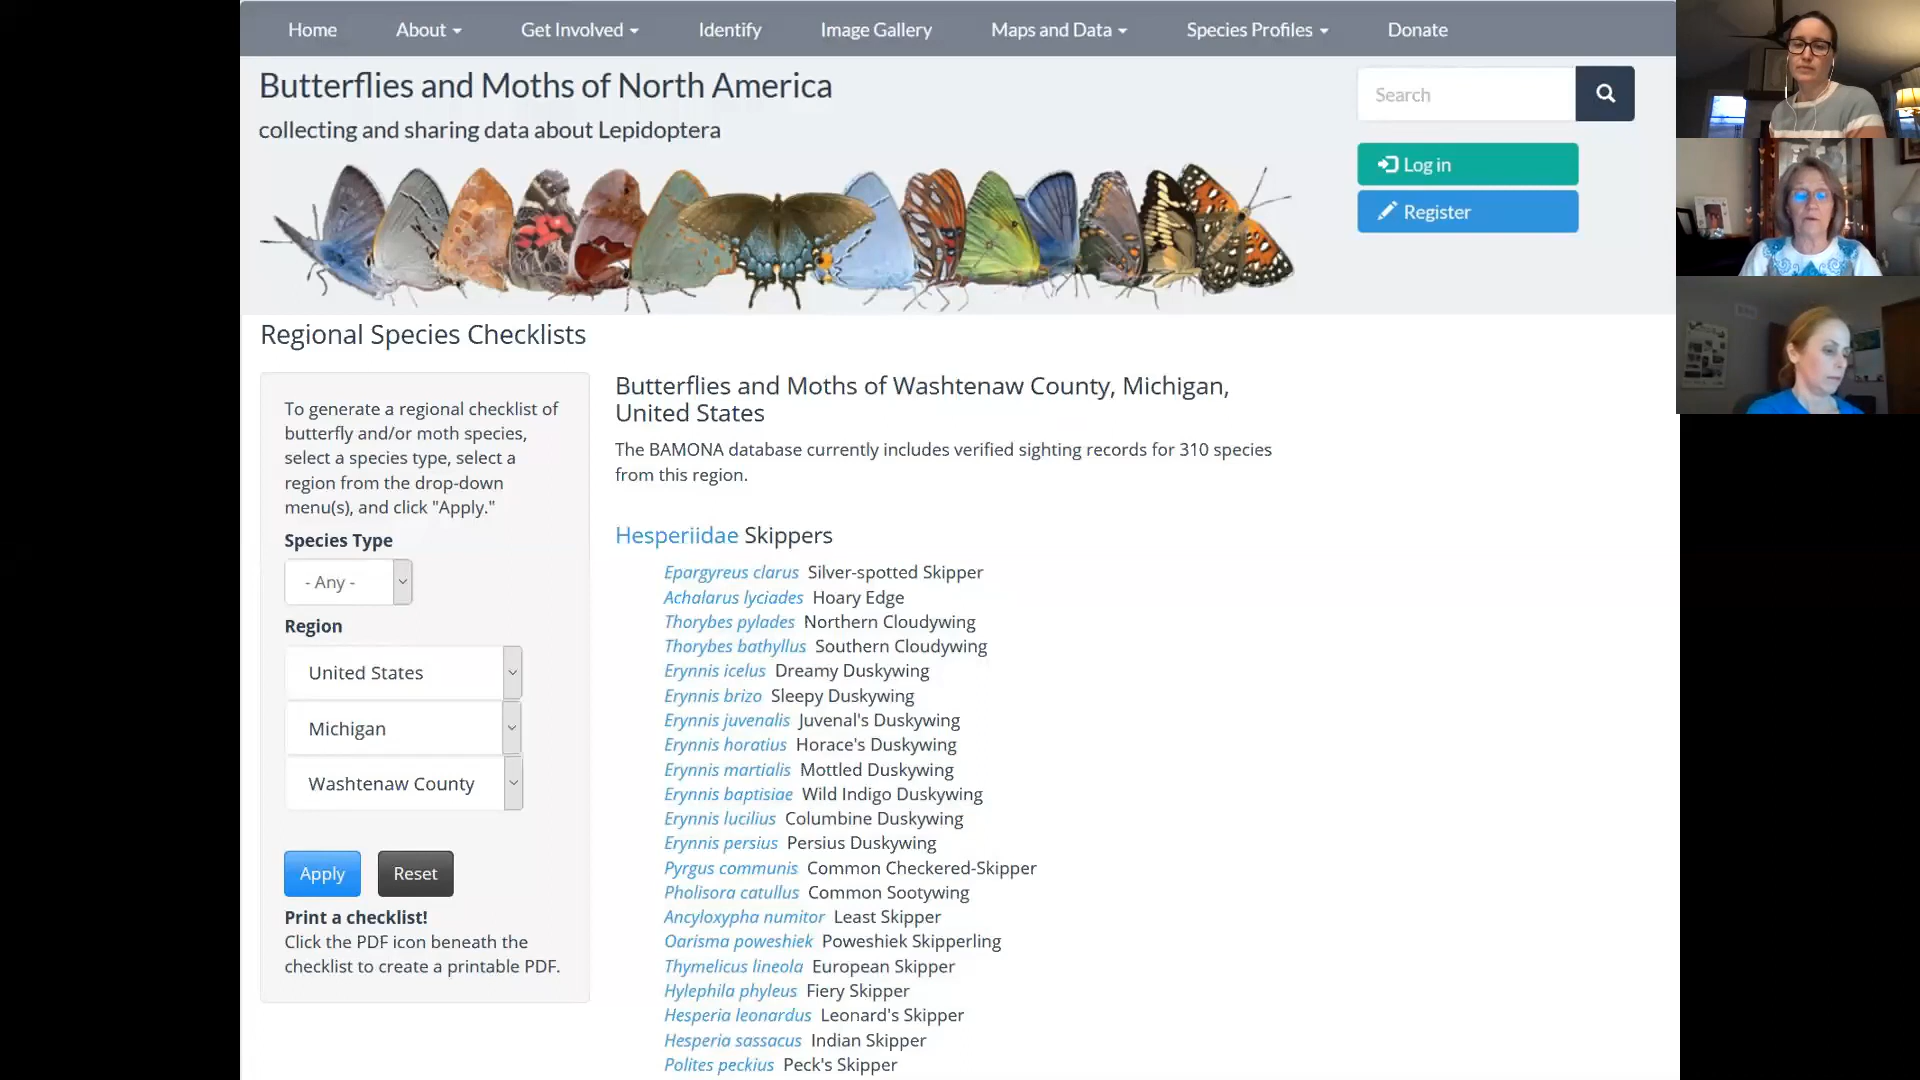 Home About Get Involved Identify Image Gallery Maps and Data Species Profiles Donate
Butterflies and Moths of North America
collecting and sharing data about Lepidoptera
Search
Log in
Register
Regional Species Checklists
To generate a regional checklist of
butterfly and/or moth species,
select a species type, select a
region from the drop-down
menu(s), and click "Apply."
Species Type
- Any -
Region
United States
Michigan
Washtenaw County
Apply Reset
Print a checklist!
Click the PDF icon beneath the
checklist to create a printable PDF.
Butterflies and Moths of Washtenaw County, Michigan,
United States
The BAMONA database currently includes verified sighting records for 310 species
from this region.
Hesperiidae Skippers
Epargyreus clarus Silver-spotted Skipper
Achalarus lyciades Hoary Edge
Thorybes pylades Northern Cloudywing
Thorybes bathyllus Southern Cloudywing
Erynnis icelus Dreamy Duskywing
Erynnis brizo Sleepy Duskywing
Erynnis juvenalis Juvenal's Duskywing
Erynnis horatius Horace's Duskywing
Erynnis martialis Mottled Duskywing
Erynnis baptisiae Wild Indigo Duskywing
Erynnis lucilius Columbine Duskywing
Erynnis persius Persius Duskywing
Pyrgus communis Common Checkered-Skipper
Pholisora catullus Common Sootywing
Ancyloxypha numitor Least Skipper
Oarisma poweshiek Poweshiek Skipperling
Thymelicus lineola European Skipper
Hylephila phyleus Fiery Skipper
Hesperia leonardus Leonard's Skipper
Hesperia sassacus Indian Skipper
Polites peckius Peck's Skipper